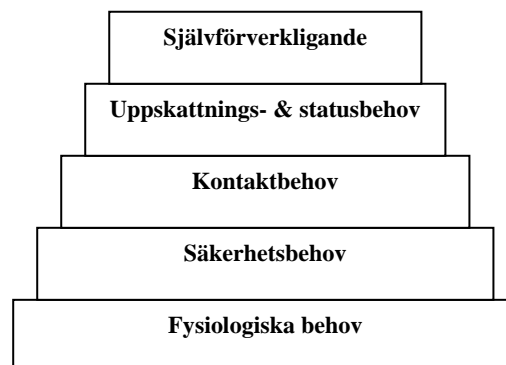 Självförverkligande
Uppskattnings- & statusbehov
Kontaktbehov
Säkerhetsbehov
Fysiologiska behov